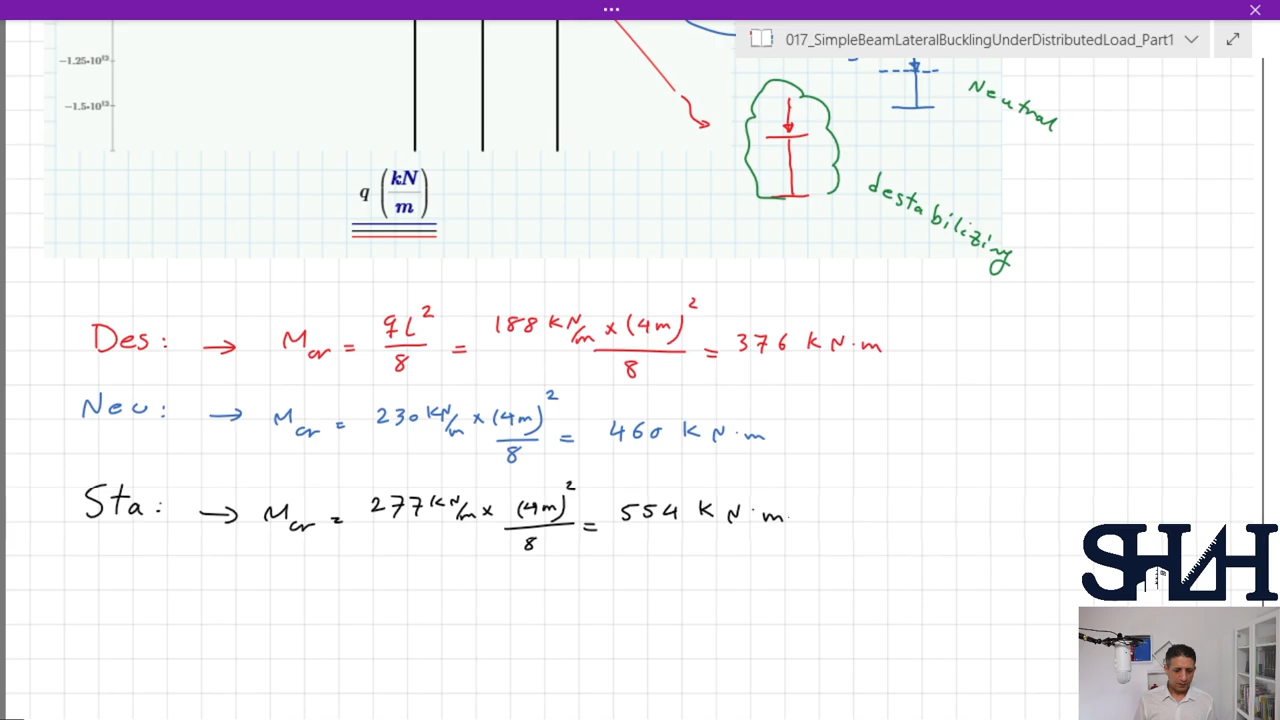 017_SimpleBeamLateralBucklingUnderDistributedLoad_Part1
−1.25·10¹³
−1.5·10¹³
Neutral
destabilizing
q (kN/m)
Des: → Mcr = qL²/8 = 188 kN/m × (4m)²/8 = 376 kN·m
Neu: → Mcr = 230 kN/m × (4m)²/8 = 460 kN·m
Sta: → Mcr = 277 kN/m × (4m)²/8 = 554 kN·m
SHLH